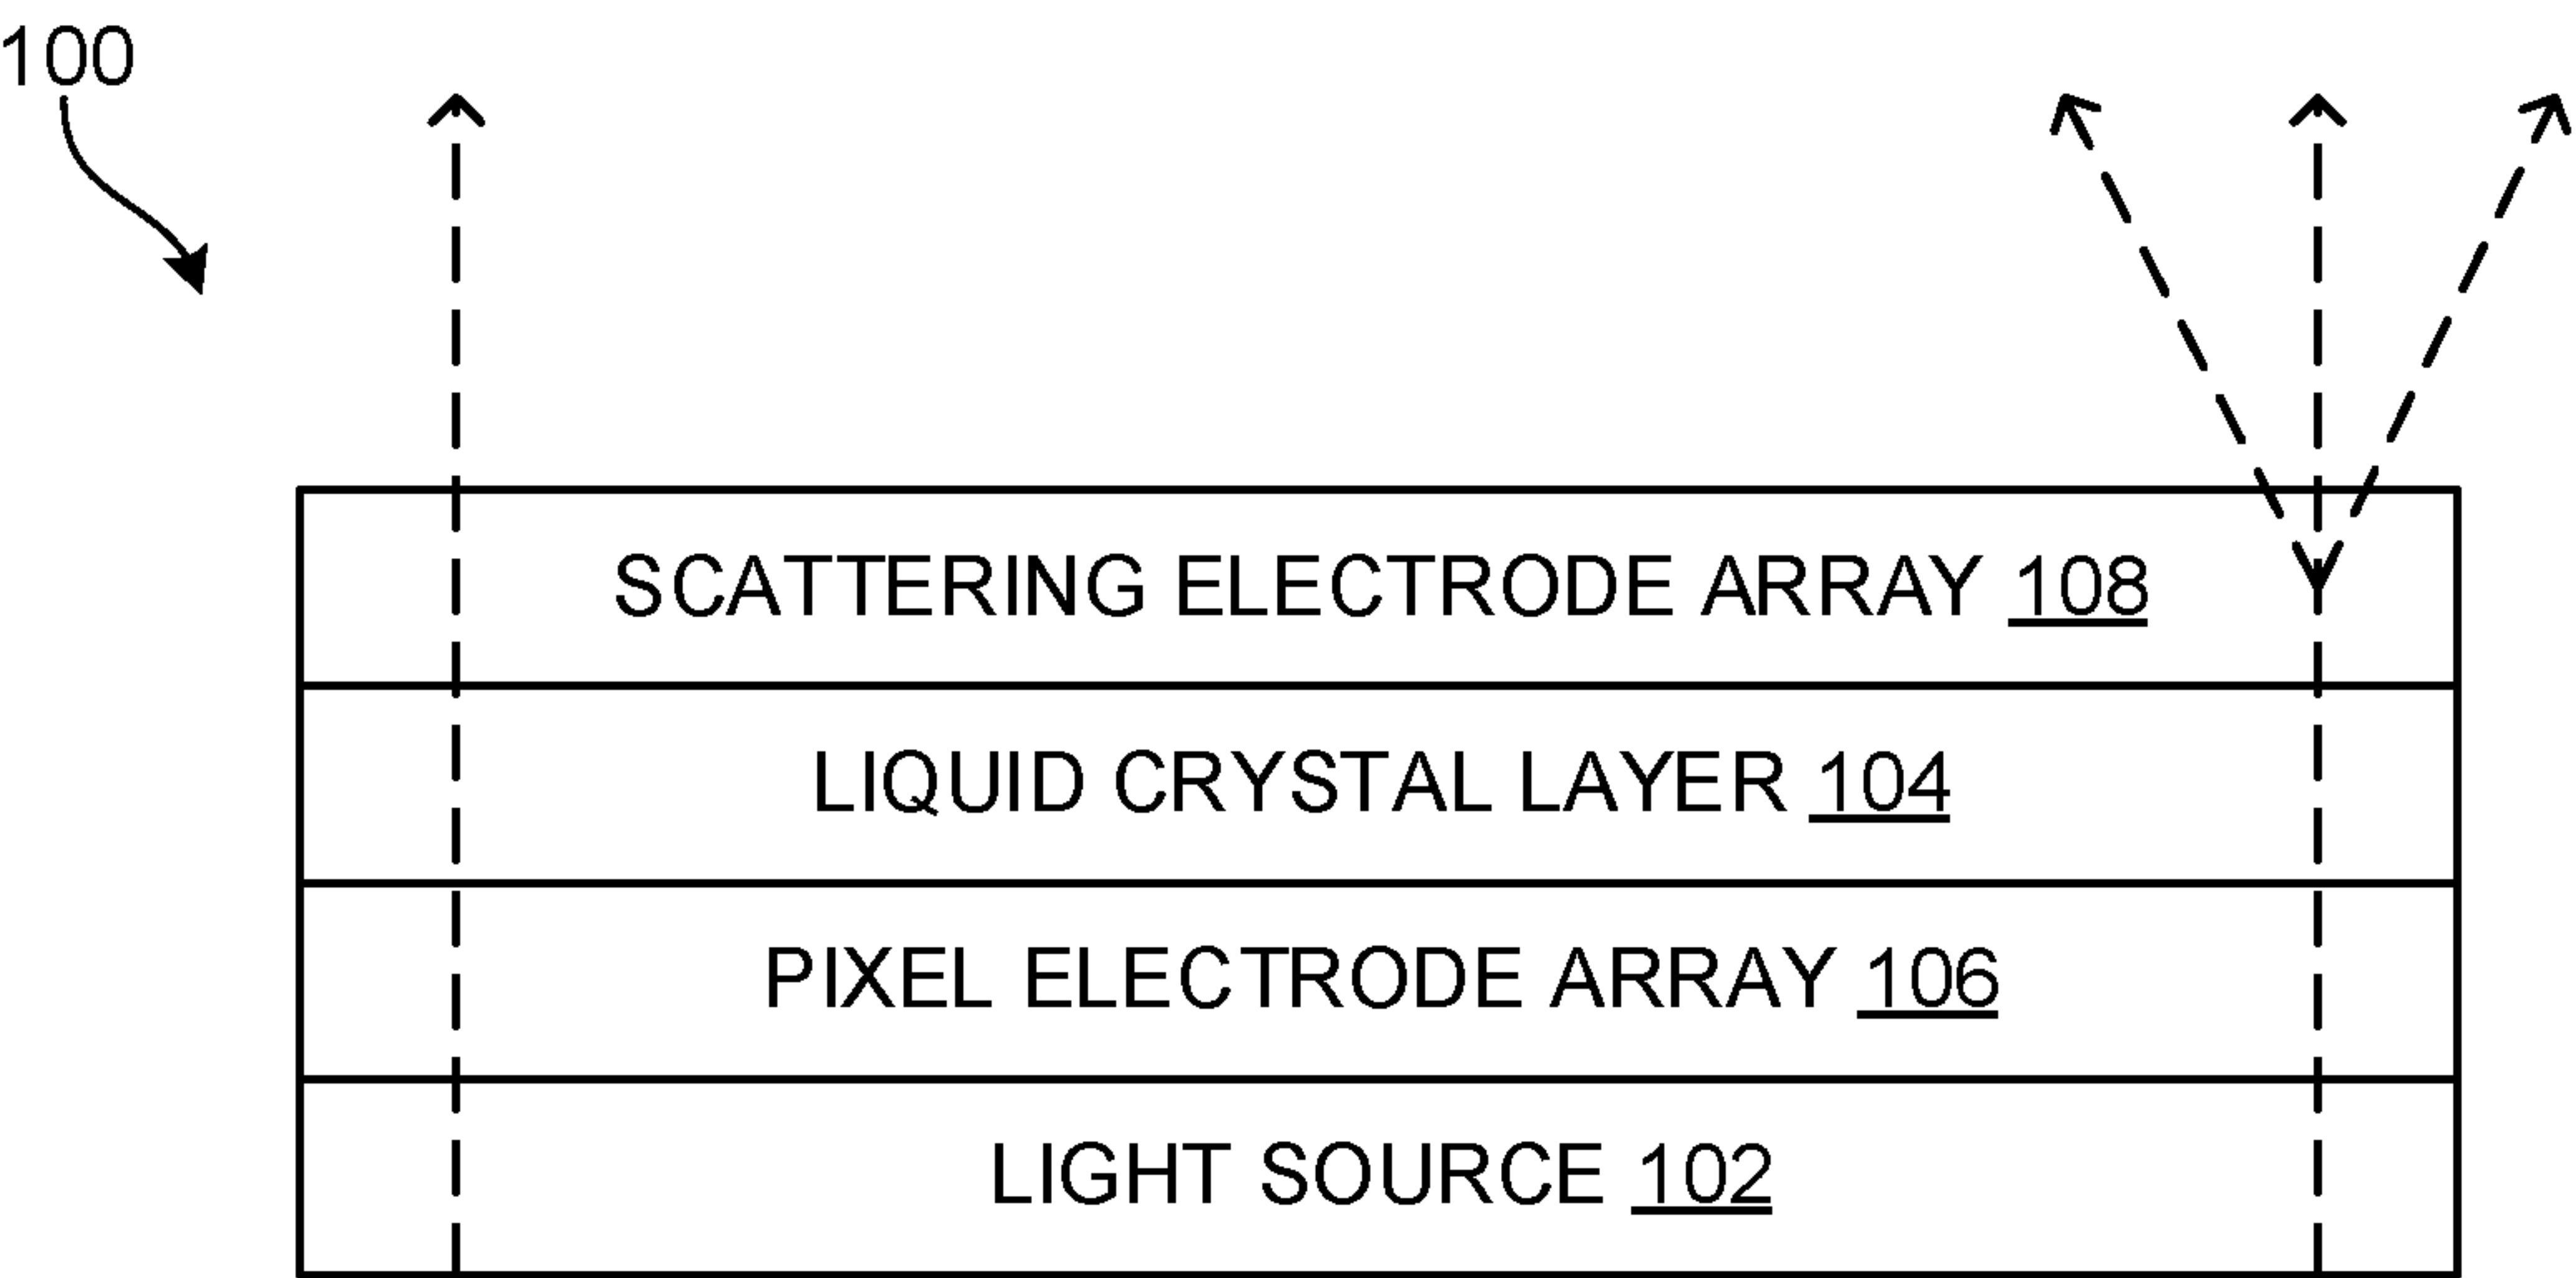 100
SCATTERING ELECTRODE ARRAY 108
LIQUID CRYSTAL LAYER 104
PIXEL ELECTRODE ARRAY 106
LIGHT SOURCE 102